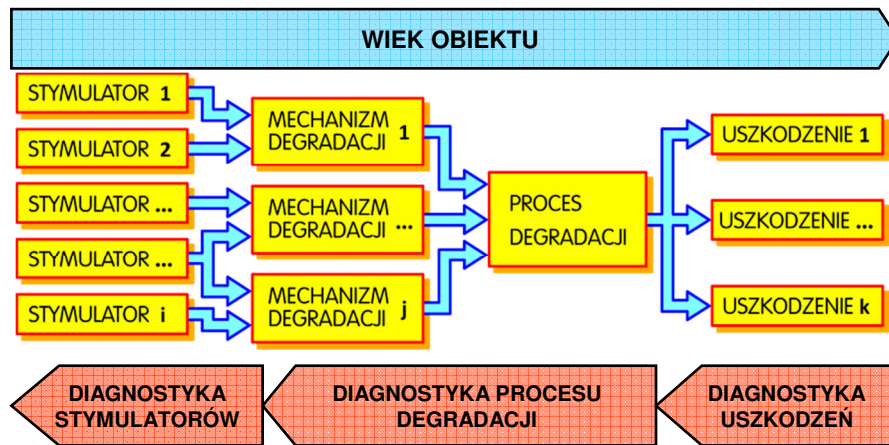 WIEK OBIEKTU
STYMULATOR 1
STYMULATOR 2
STYMULATOR ...
STYMULATOR ...
STYMULATOR i
MECHANIZM
DEGRADACJI 1
MECHANIZM
DEGRADACJI ...
MECHANIZM
DEGRADACJI j
PROCES
DEGRADACJI
USZKODZENIE 1
USZKODZENIE ...
USZKODZENIE k
DIAGNOSTYKA
STYMULATORÓW
DIAGNOSTYKA PROCESU
DEGRADACJI
DIAGNOSTYKA
USZKODZEŃ